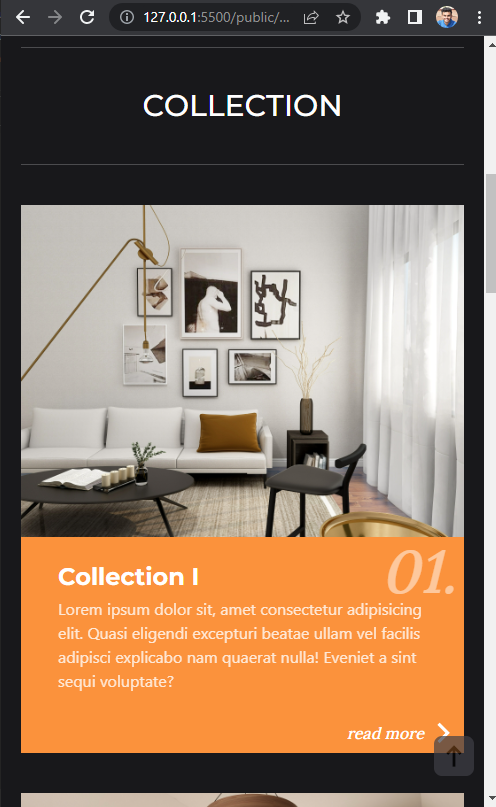 127.0.0.1:5500/public/...
COLLECTION
01.
Collection I
Lorem ipsum dolor sit, amet consectetur adipisicing
elit. Quasi eligendi excepturi beatae ullam vel facilis
adipisci explicabo nam quaerat nulla! Eveniet a sint
sequi voluptate?
read more